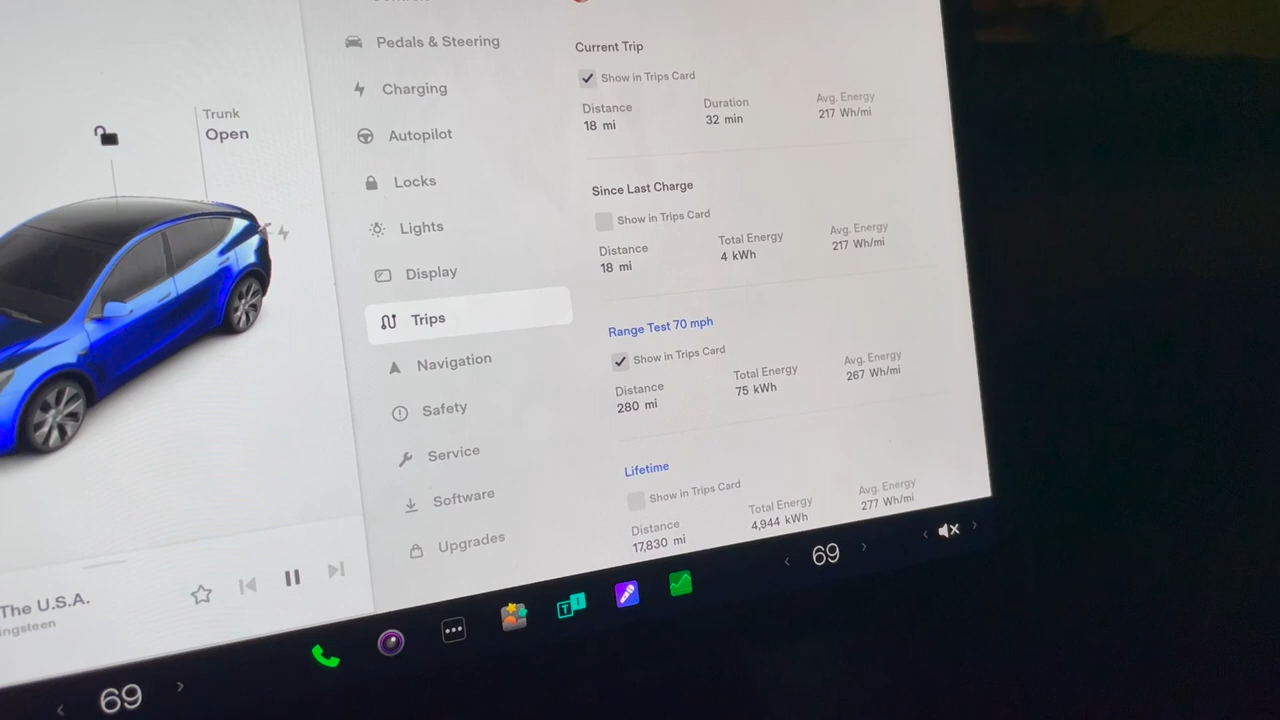 Trunk
Open
The U.S.A.
ingsteen
69
Pedals & Steering
Charging
Autopilot
Locks
Lights
Display
Trips
Navigation
Safety
Service
Software
Upgrades
Current Trip
Show in Trips Card
Distance Duration Avg. Energy
18 mi 32 min 217 Wh/mi
Since Last Charge
Show in Trips Card
Distance Total Energy Avg. Energy
18 mi 4 kWh 217 Wh/mi
Range Test 70 mph
Show in Trips Card
Distance Total Energy Avg. Energy
280 mi 75 kWh 267 Wh/mi
Lifetime
Show in Trips Card
Distance Total Energy Avg. Energy
17,830 mi 4,944 kWh 277 Wh/mi
T I
69